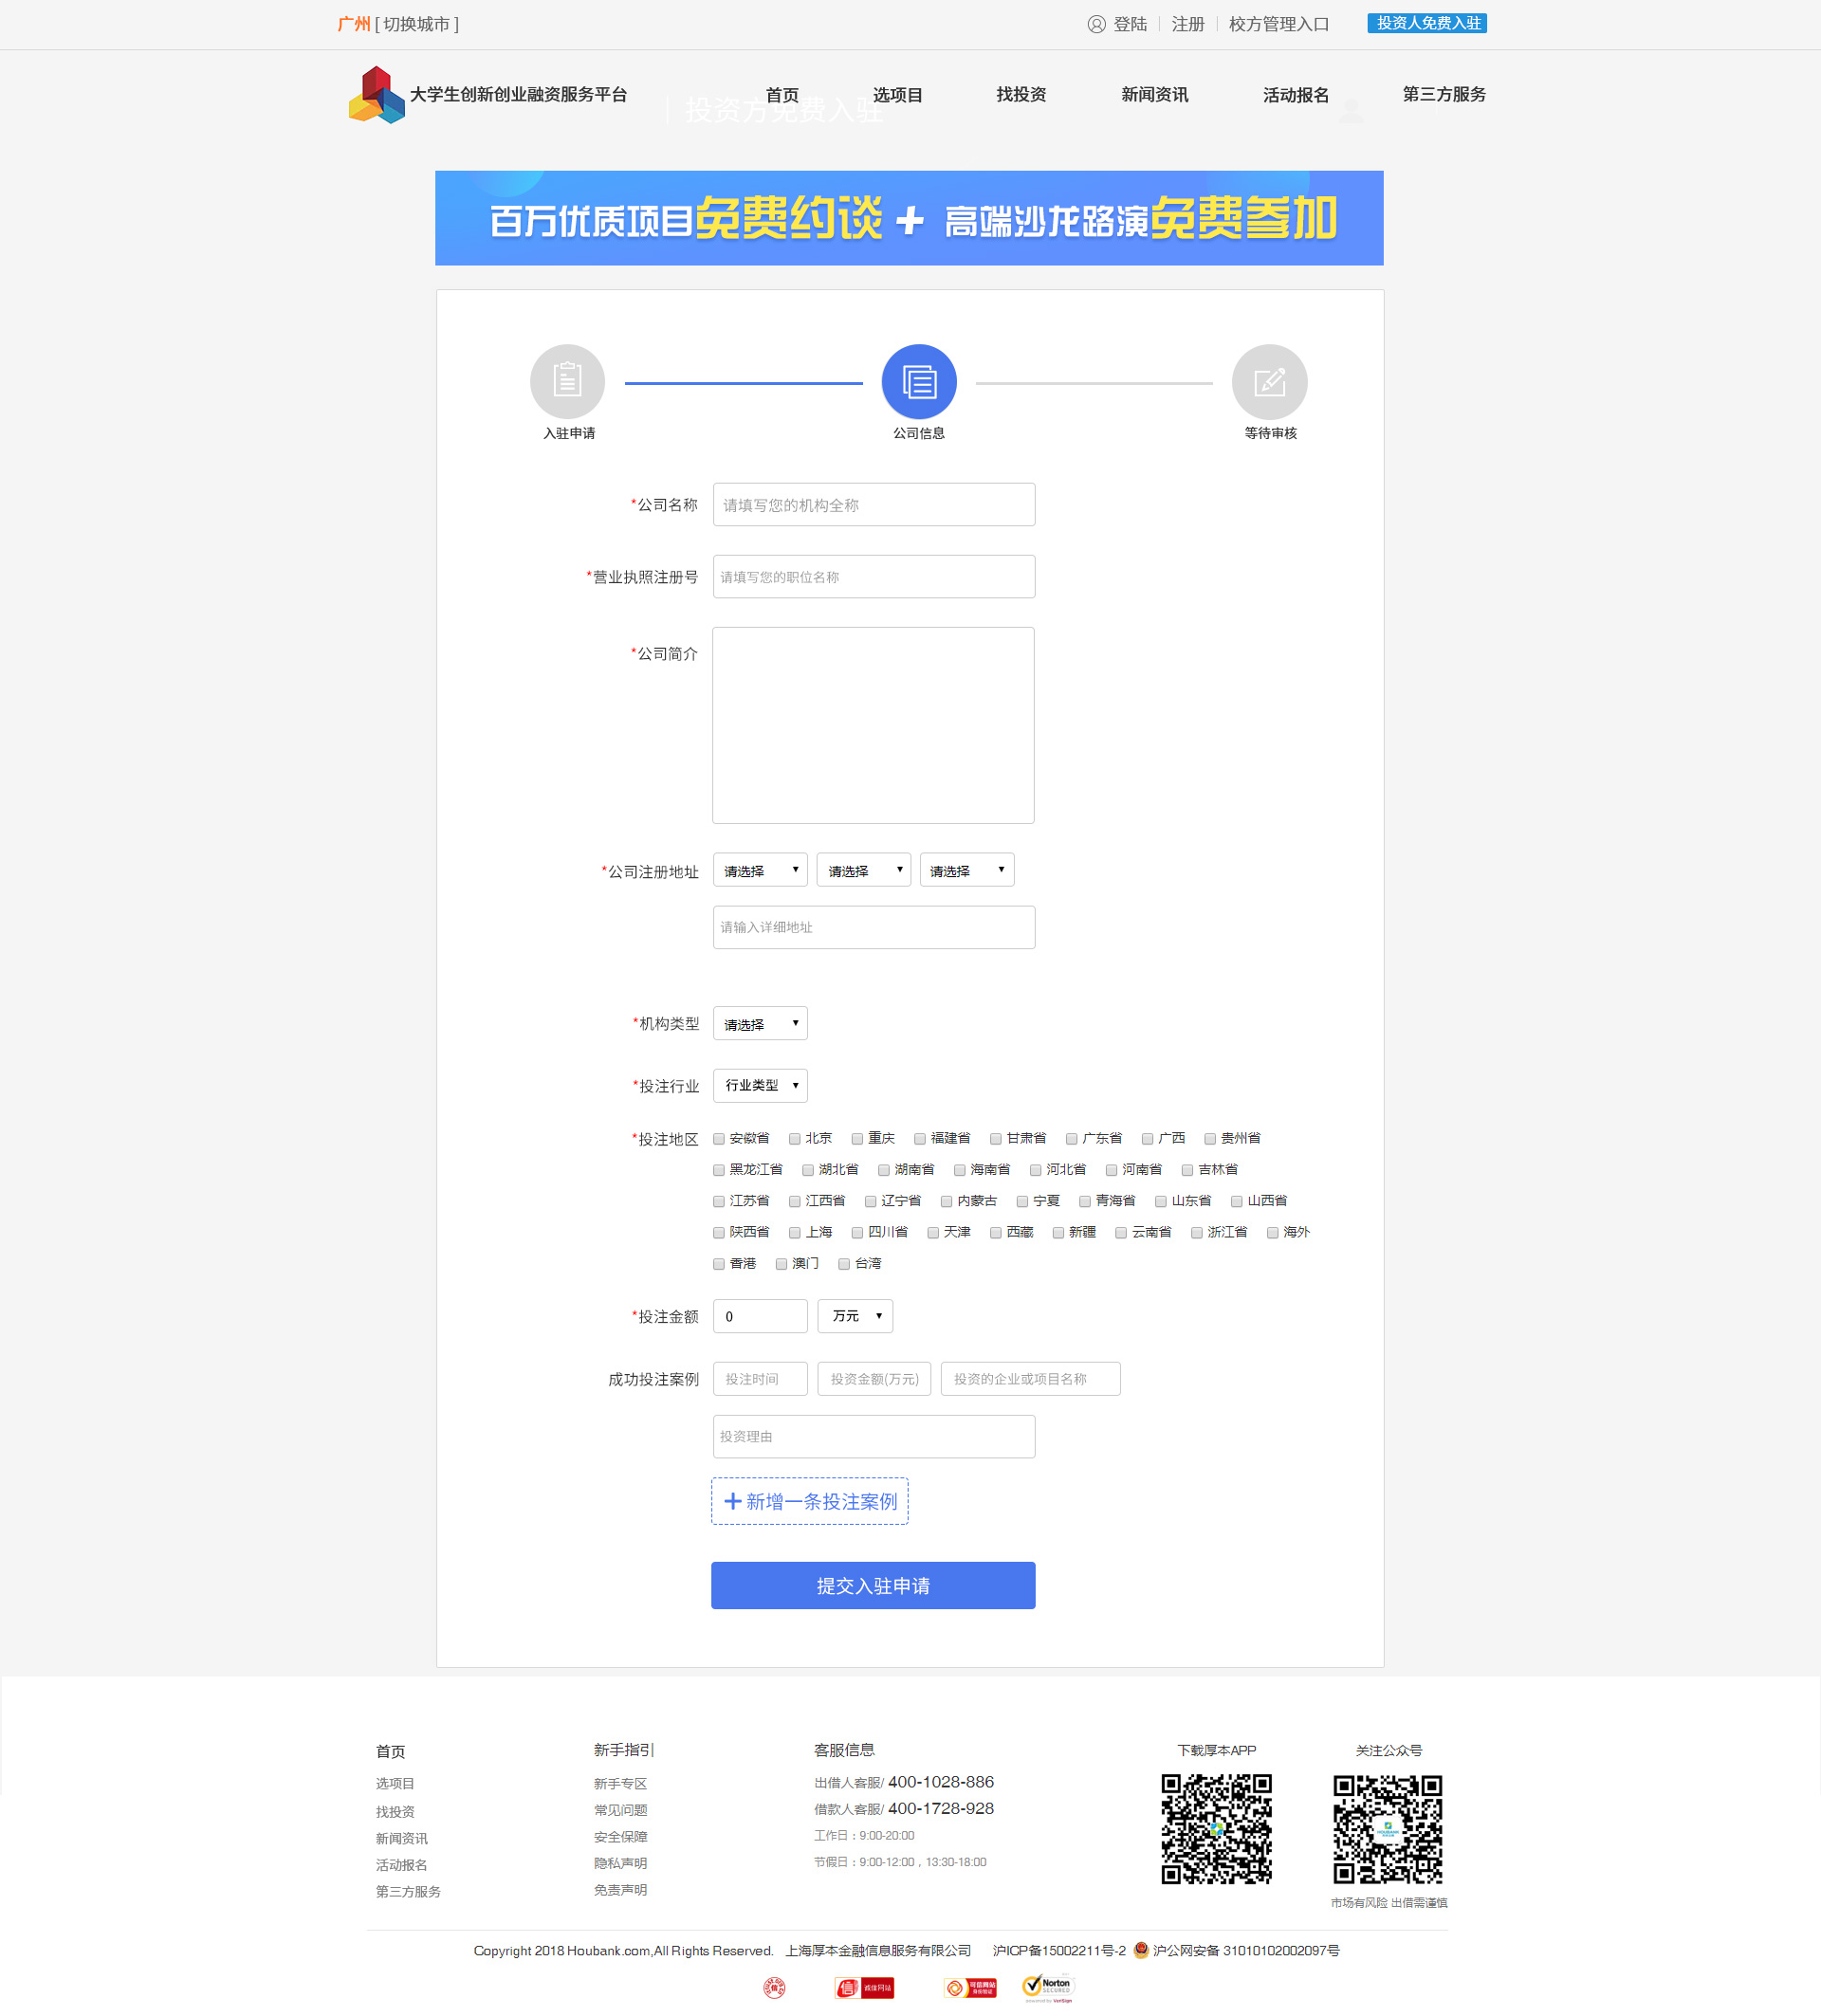 广州 [ 切换城市 ]
登陆 注册 校方管理入口 投资人免费入驻
大学生创新创业融资服务平台 首页 选项目 找投资 新闻资讯 活动报名 第三方服务
投资方免费入驻
百万优质项目免费约谈 + 高端沙龙路演免费参加
入驻申请 公司信息 等待审核
*公司名称 请填写您的机构全称
*营业执照注册号 请填写您的职位名称
*公司简介
*公司注册地址 请选择 请选择 请选择
请输入详细地址
*机构类型 请选择
*投注行业 行业类型
*投注地区 安徽省 北京 重庆 福建省 甘肃省 广东省 广西 贵州省
黑龙江省 湖北省 湖南省 海南省 河北省 河南省 吉林省
江苏省 江西省 辽宁省 内蒙古 宁夏 青海省 山东省 山西省
陕西省 上海 四川省 天津 西藏 新疆 云南省 浙江省 海外
香港 澳门 台湾
*投注金额 0 万元
成功投注案例 投注时间 投资金额(万元) 投资的企业或项目名称
投资理由
+ 新增一条投注案例
提交入驻申请
首页
选项目
找投资
新闻资讯
活动报名
第三方服务
新手指引
新手专区
常见问题
安全保障
隐私声明
免责声明
客服信息
出借人客服/ 400-1028-886
借款人客服/ 400-1728-928
工作日：9:00-20:00
节假日：9:00-12:00，13:30-18:00
下载厚本APP
关注公众号
HOUBANK
市场有风险 出借需谨慎
Copyright 2018 Houbank.com,All Rights Reserved. 上海厚本金融信息服务有限公司 沪ICP备15002211号-2 沪公网安备 31010102002097号
信 诚信网站
可信网站
身份验证
Norton
SECURED
powered by VeriSign